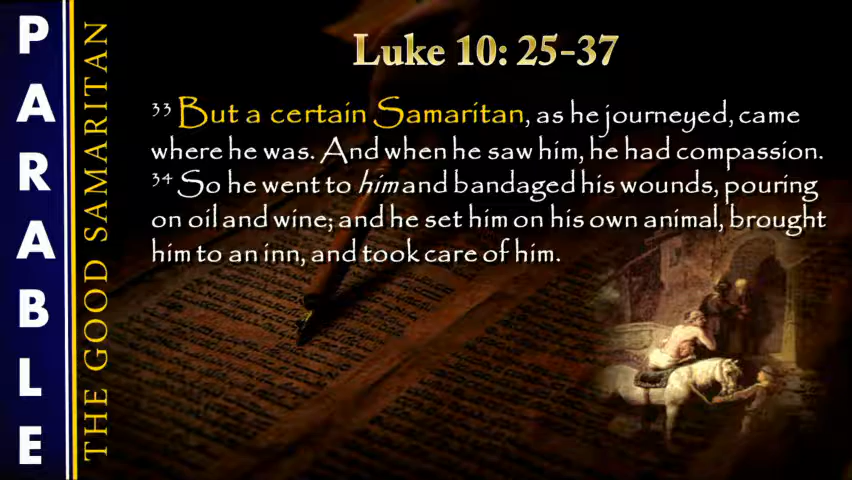 PARABLE
THE GOOD SAMARITAN
Luke 10: 25-37
33 But a certain Samaritan, as he journeyed, came
where he was. And when he saw him, he had compassion.
34 So he went to him and bandaged his wounds, pouring
on oil and wine; and he set him on his own animal, brought
him to an inn, and took care of him.